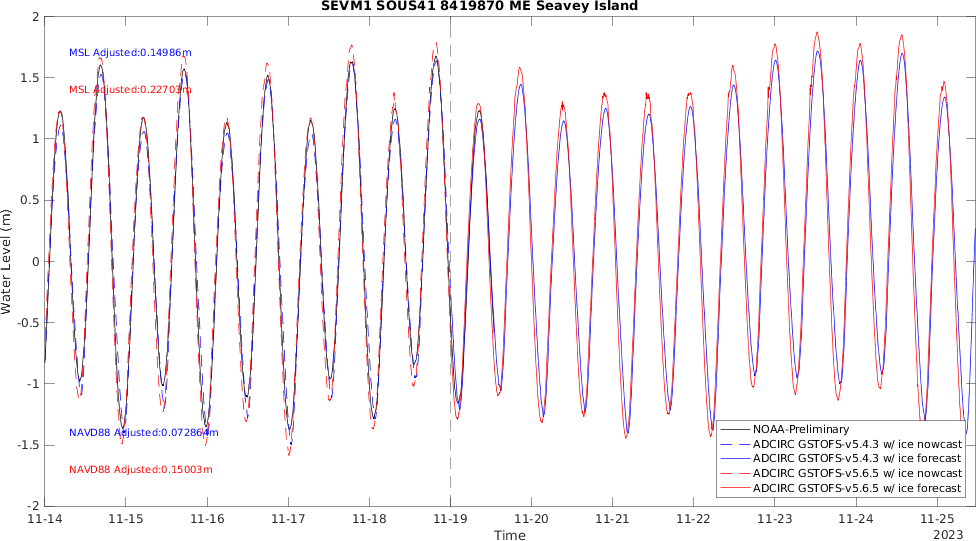 SEVM1 SOUS41 8419870 ME Seavey Island
2
1.5
1
0.5
0
-0.5
-1
-1.5
-2
Water Level (m)
MSL Adjusted:0.14986m
MSL Adjusted:0.22703m
NAVD88 Adjusted:0.072864m
NAVD88 Adjusted:0.15003m
NOAA-Preliminary
ADCIRC GSTOFS-v5.4.3 w/ ice nowcast
ADCIRC GSTOFS-v5.4.3 w/ ice forecast
ADCIRC GSTOFS-v5.6.5 w/ ice nowcast
ADCIRC GSTOFS-v5.6.5 w/ ice forecast
11-14 11-15 11-16 11-17 11-18 11-19 11-20 11-21 11-22 11-23 11-24 11-25
2023
Time